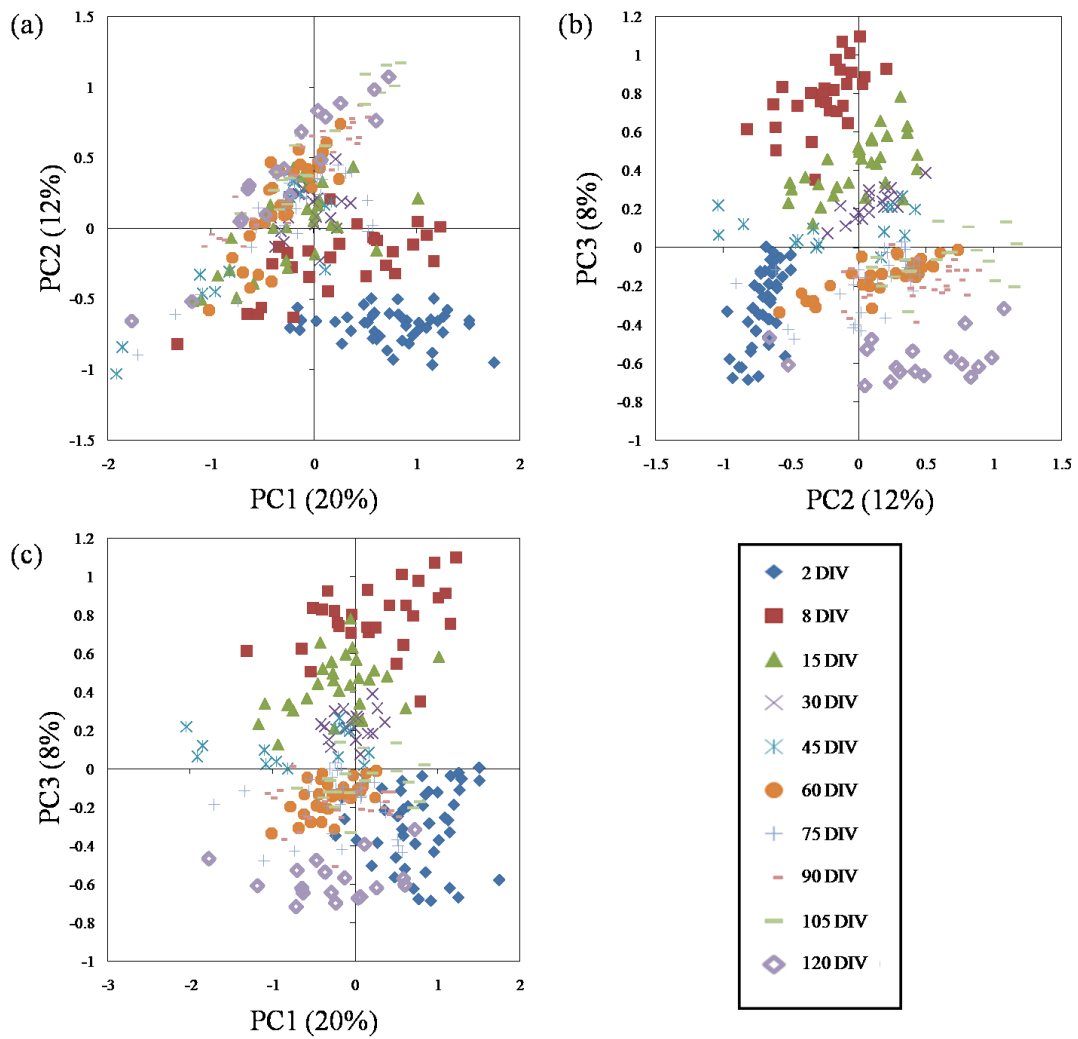 (a)
1.5
1
0.5
0
-0.5
-1
-1.5
-2
-1
0
1
2
PC2 (12%)
PC1 (20%)
(b)
1.2
1
0.8
0.6
0.4
0.2
0
-0.2
-0.4
-0.6
-0.8
-1
-1.5
-1
-0.5
0
0.5
1
1.5
PC3 (8%)
PC2 (12%)
(c)
1.2
1
0.8
0.6
0.4
0.2
0
-0.2
-0.4
-0.6
-0.8
-1
-3
-2
-1
0
1
2
PC3 (8%)
PC1 (20%)
2 DIV
8 DIV
15 DIV
30 DIV
45 DIV
60 DIV
75 DIV
90 DIV
105 DIV
120 DIV